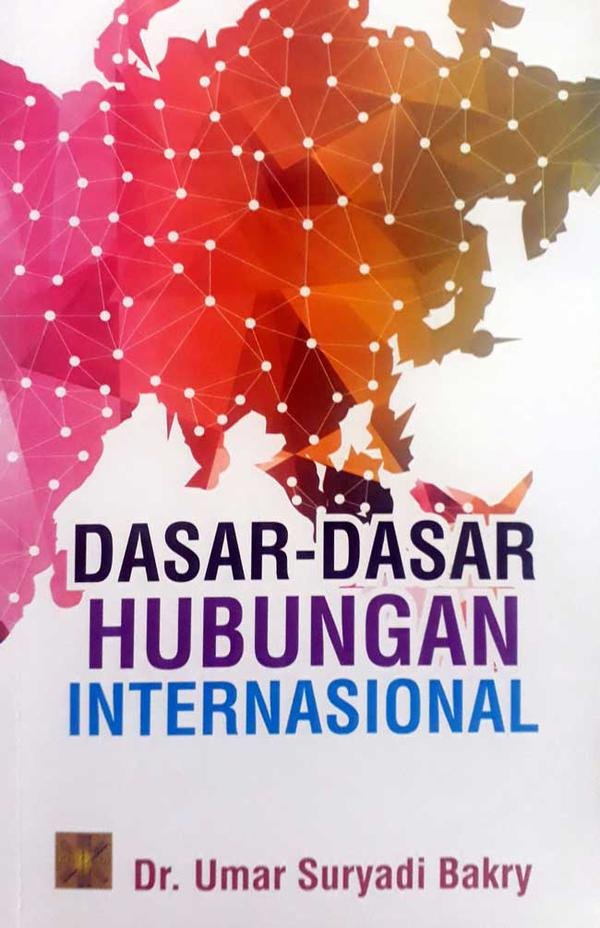 DASAR-DASAR
HUBUNGAN
INTERNASIONAL
Dr. Umar Suryadi Bakry